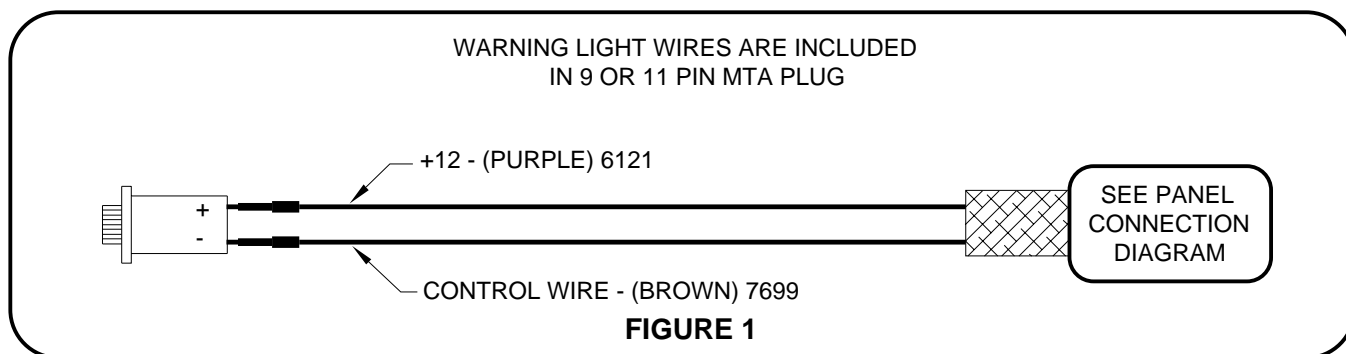 WARNING LIGHT WIRES ARE INCLUDED
IN 9 OR 11 PIN MTA PLUG
+12 - (PURPLE) 6121
+
-
SEE PANEL
CONNECTION
DIAGRAM
CONTROL WIRE - (BROWN) 7699
FIGURE 1